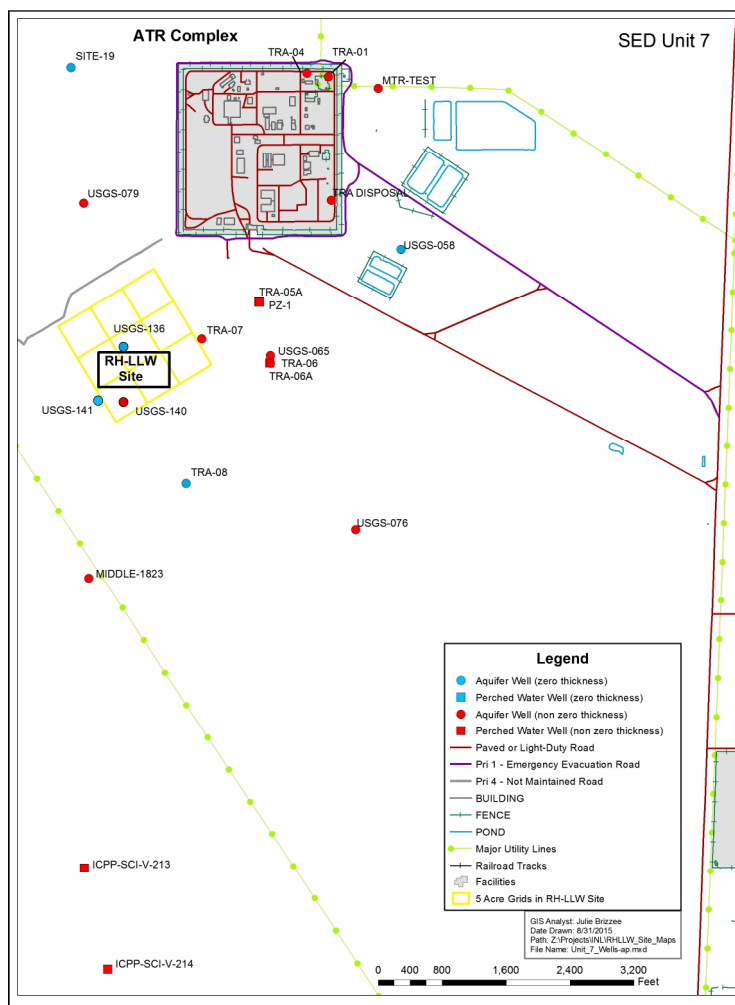 ATR Complex
SED Unit 7
TRA-04
TRA-01
SITE-19
MTR-TEST
USGS-079
TRA DISPOSAL
USGS-058
TRA-05A
PZ-1
USGS-136
TRA-07
USGS-065
RH-LLW
Site
TRA-06
TRA-06A
USGS-141
USGS-140
TRA-08
USGS-076
MIDDLE-1823
Legend
Aquifer Well (zero thickness)
Perched Water Well (zero thickness)
Aquifer Well (non zero thickness)
Perched Water Well (non zero thickness)
Paved or Light-Duty Road
Pri 1 - Emergency Evacuation Road
Pri 4 - Not Maintained Road
BUILDING
FENCE
POND
Major Utility Lines
Railroad Tracks
Facilities
5 Acre Grids in RH-LLW Site
ICPP-SCI-V-213
GIS Analyst: Julie Brizzee
Date Drawn: 8/31/2015
Path: Z:\Projects\INL\RHLLW_Site_Maps
File Name: Unit_7_Wells-ap.mxd
ICPP-SCI-V-214
0 400 800 1,600 2,400 3,200
Feet